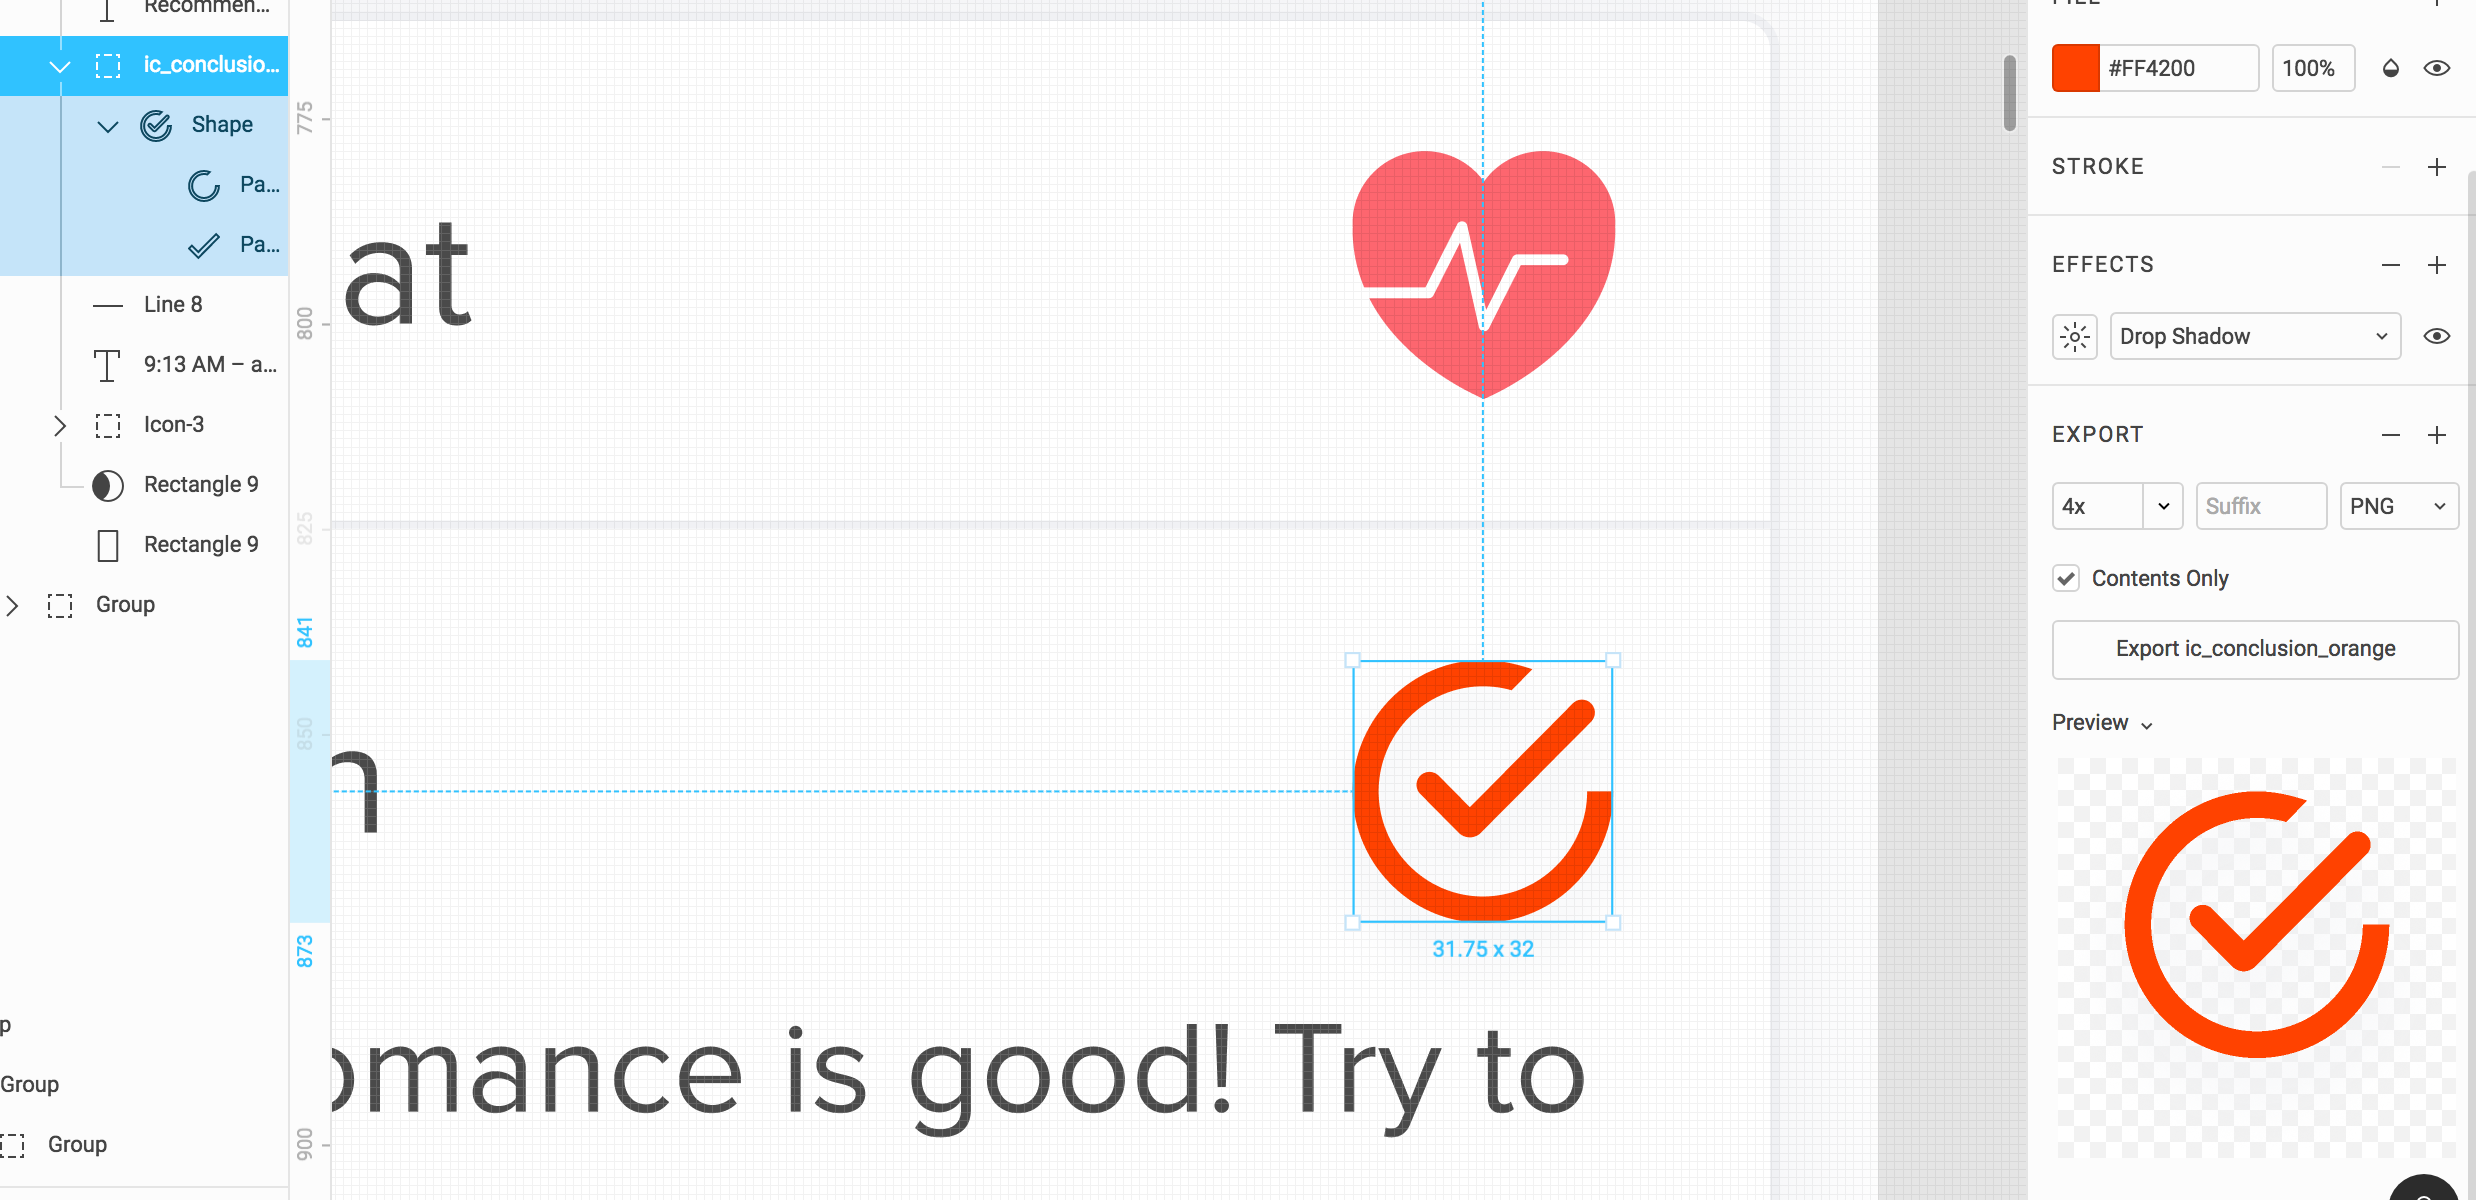 Recommen...
ic_conclusio...
Shape
Pa...
Pa...
Line 8
9:13 AM – a...
Icon-3
Rectangle 9
Rectangle 9
Group
p
Group
Group
775
800
825
841
850
873
900
at
n
31.75 x 32
omance is good! Try to
FILL
#FF4200
100%
STROKE
EFFECTS
Drop Shadow
EXPORT
4x
Suffix
PNG
Contents Only
Export ic_conclusion_orange
Preview